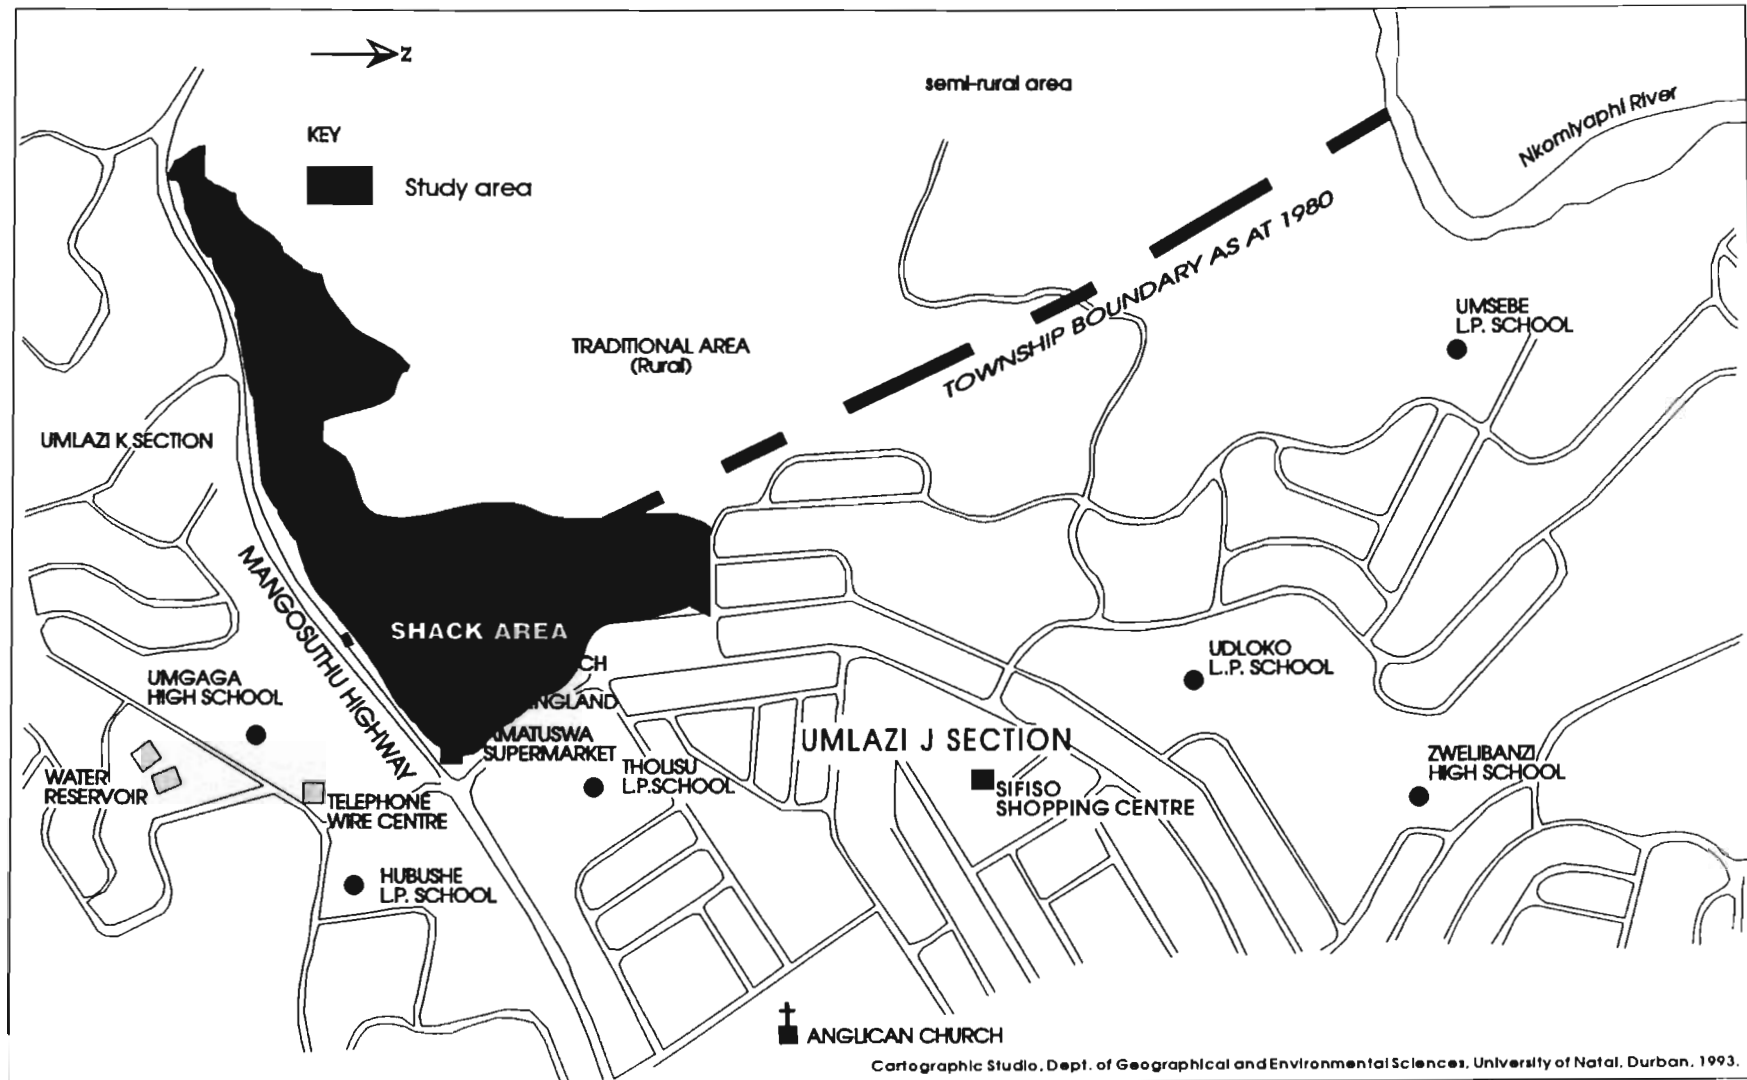 N
semi-rural area
Nkomiyaphi River
KEY
Study area
TOWNSHIP BOUNDARY AS AT 1980
UMSEBE
L.P. SCHOOL
TRADITIONAL AREA
(Rural)
UMLAZI K SECTION
MANGOSUTHU HIGHWAY
SHACK AREA
CH
ENGLAND
UMGAGA
HIGH SCHOOL
UDLOKO
L.P. SCHOOL
AMATUSWA
SUPERMARKET
UMLAZI J SECTION
THOLISU
L.P.SCHOOL
ZWELIBANZI
HIGH SCHOOL
WATER
RESERVOIR
SIFISO
SHOPPING CENTRE
TELEPHONE
WIRE CENTRE
HUBUSHE
L.P. SCHOOL
ANGLICAN CHURCH
Cartographic Studio, Dept. of Geographical and Environmental Sciences, University of Natal, Durban, 1993.